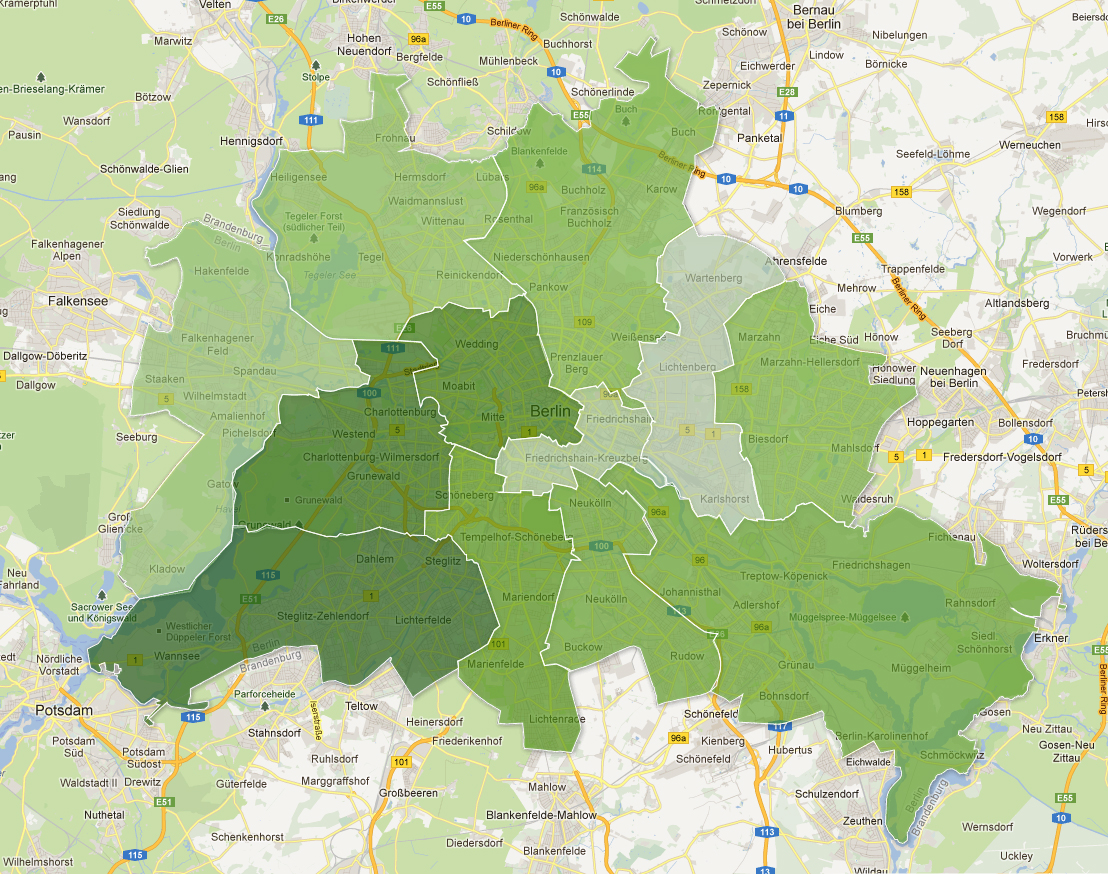 Krämerpfuhl
Velten
Birkenwerder
E55
Schmetzdorf
Bernau
bei Berlin
Beiersdorf
E26
10
Berliner Ring
Schönwalde
Marwitz
Hohen
Neuendorf
96a
Bergfelde
Buchhorst
Schönow
Nibelungen
Mühlenbeck
Lindow
Börnicke
Stolpe
Schönfließ
10
Eichwerder
Zepernick
E28
Schönerlinde
Bötzow
Wansdorf
111
E55
Buch
Röntgental
11
158
Pausin
Hennigsdorf
Frohnau
Buch
Panketal
Werneuchen
Blankenfelde
Seefeld-Löhme
Schönwalde-Glien
Heiligensee
Hermsdorf
Lübars
114
Berliner Ring
10
10
158
96a
Buchholz
Karow
Waidmannslust
Siedlung
Schönwalde
Brandenburg
Berlin
Tegeler Forst
(südlicher Teil)
Wittenau
Rosenthal
Französisch
Buchholz
Blumberg
Wegendorf
E55
Falkenhagener
Alpen
Konradshöhe
Tegel
Niederschönhausen
Ahrensfelde
Vorwerk
Hakenfelde
Tegeler See
Reinickendorf
Wartenberg
Trappenfelde
Pankow
Mehrow
Berliner Ring
Altlandsberg
Falkensee
Eiche
109
Falkenhagener
Feld
Wedding
Weißensee
Marzahn
Eiche Süd
Hönow
Seeberg
Dorf
111
Dallgow-Döberitz
Prenzlauer
Berg
Lichtenberg
Marzahn-Hellersdorf
Hönower
Siedlung
Neuenhagen
bei Berlin
Fredersdorf
Spandau
Staaken
Dallgow
5
Wilhelmstadt
100
Moabit
158
Amalienhof
Charlottenburg
Mitte
Berlin
Friedrichshain
Hoppegarten
Bollensdorf
Seeburg
Pichelsdorf
Westend
5
1
5
1
Biesdorf
Mahlsdorf
10
Charlottenburg-Wilmersdorf
Friedrichshain-Kreuzberg
5
1
Fredersdorf-Vogelsdorf
5
Grunewald
Gatow
Grunewald
Schöneberg
Neukölln
Karlshorst
Waldesruh
E55
Groß
Glienicke
Grunewald
96a
Tempelhof-Schöneberg
100
Fichtenau
Kladow
Dahlem
Steglitz
96
Friedrichshagen
Woltersdorf
Neu
Fahrland
115
Treptow-Köpenick
E51
Steglitz-Zehlendorf
1
Mariendorf
Neukölln
Johannisthal
Adlershof
Müggelspree-Müggelsee
Rahnsdorf
Sacrower See
und Königswald
Westlicher
Düppeler Forst
Lichterfelde
113
96a
Erkner
Nördliche
Vorstadt
1
Wannsee
Berlin
Brandenburg
101
Marienfelde
Buckow
Rudow
Grünau
Siedl
Schönhorst
Müggelheim
E55
Potsdam
Parforceheide
Teltow
Bohnsdorf
115
Heinersdorf
Lichtenrade
Schönefeld
117
Gosen
Neu Zittau
Potsdam
Süd
Stahnsdorf
Friederikenhof
96a
Kienberg
Berlin-Karolinenhof
Gosen-Neu
Zittau
Potsdam
Südost
Ruhlsdorf
101
Schönefeld
Hubertus
Eichwalde
Schmöckwitz
Waldstadt II
Drewitz
Güterfelde
Marggraffshof
Großbeeren
Mahlow
Schulzendorf
Berlin
Brandenburg
E55
E51
Nuthetal
Blankenfelde-Mahlow
Zeuthen
10
Wernsdorf
Schenkenhorst
Diedersdorf
113
Wilhelmshorst
115
Blankenfelde
Wildau
Uckley
13